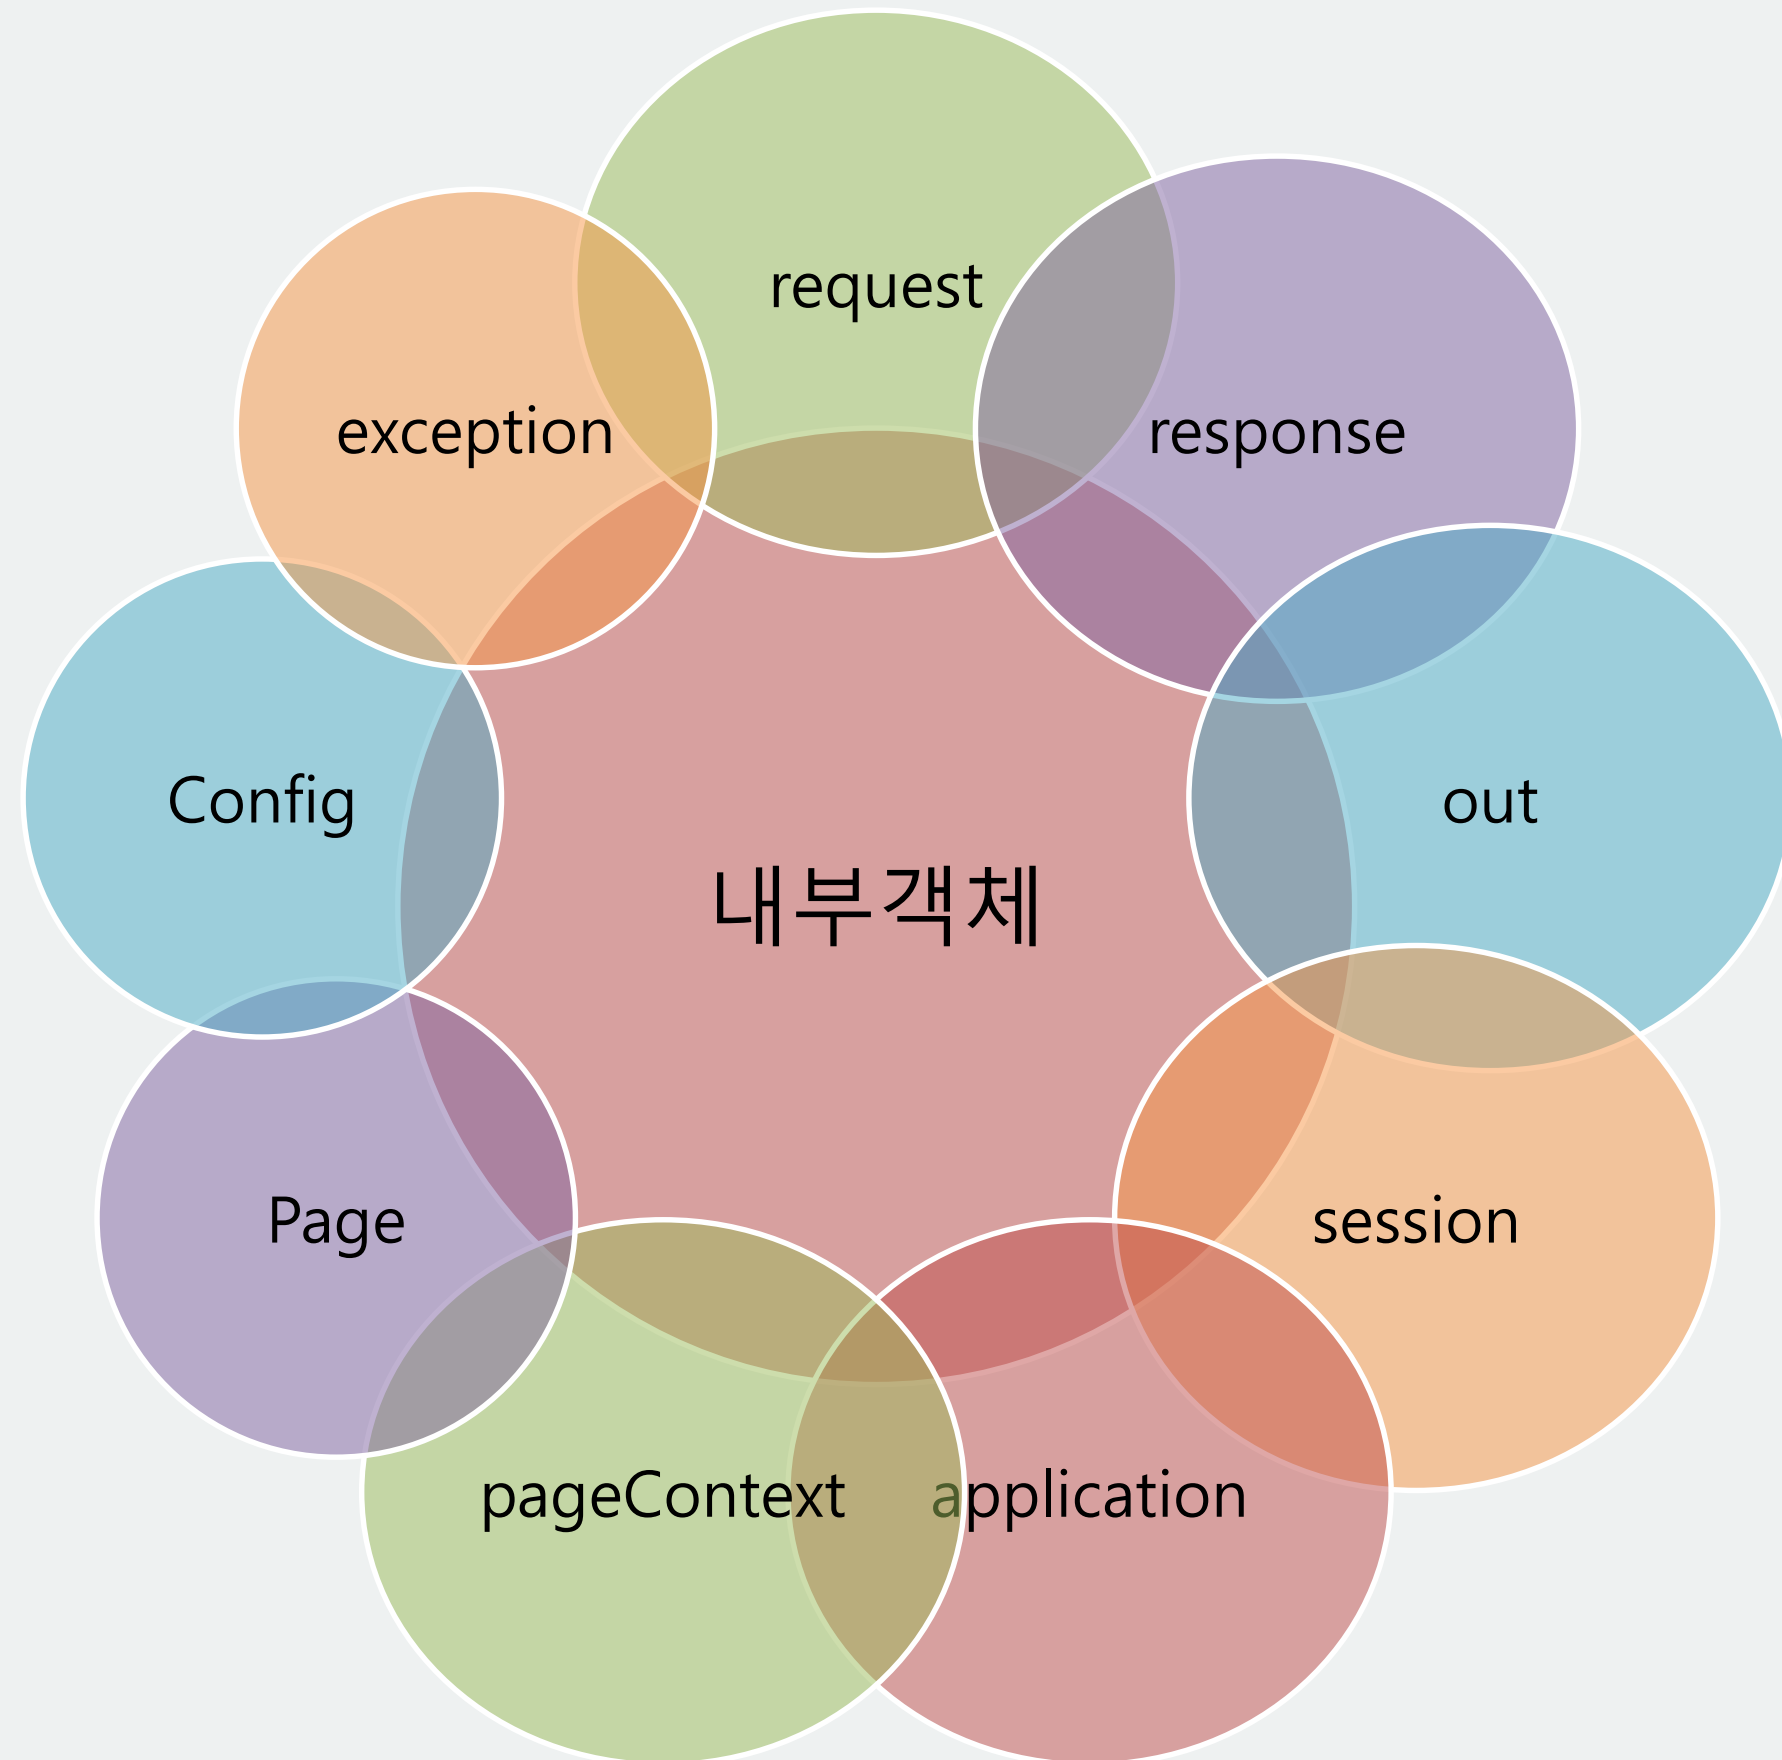 request
response
exception
Config
out
내부객체
Page
session
pageContext
application